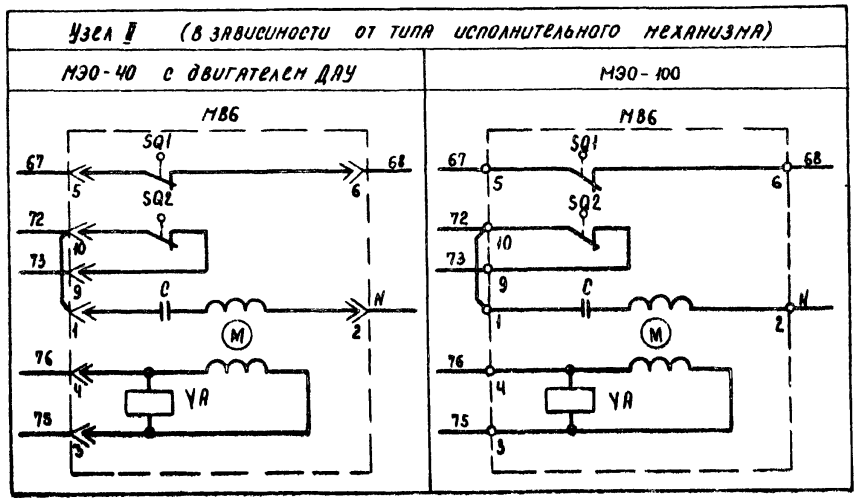 Узел II (в зависимости от типа исполнительного механизма)
МЭО-40 с двигателем ДАУ
МЭО-100
МВ6
SQ1
67
68
5
6
SQ2
72
10
73
9
C
N
1
2
М
76
4
YA
75
3
МВ6
SQ1
67
68
5
6
SQ2
72
10
73
9
C
N
1
2
М
76
4
YA
75
3